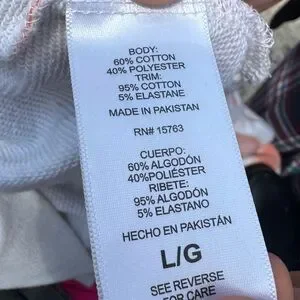 BODY:
60% COTTON
40% POLYESTER
TRIM:
95% COTTON
5% ELASTANE
MADE IN PAKISTAN
RN# 15763
CUERPO:
60% ALGODÓN
40%POLIÉSTER
RIBETE:
95% ALGODÓN
5% ELASTANO
HECHO EN PAKISTÁN
L/G
SEE REVERSE
FOR CARE